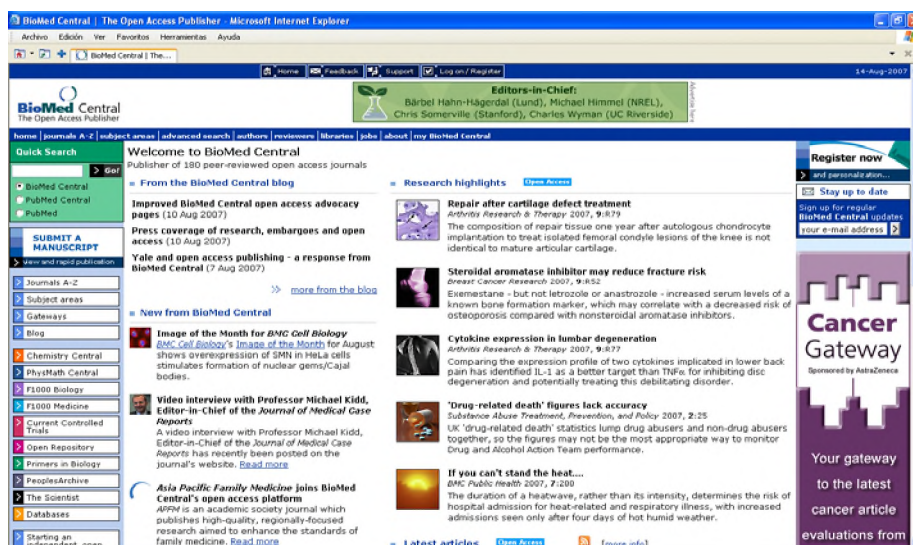 BioMed Central | The Open Access Publisher - Microsoft Internet Explorer
Archivo Edición Ver Favoritos Herramientas Ayuda
BioMed Central | The...
Home Feedback Support Log on / Register
14-Aug-2007
BioMed Central
The Open Access Publisher
Editors-in-Chief:
Bärbel Hahn-Hägerdal (Lund), Michael Himmel (NREL),
Chris Somerville (Stanford), Charles Wyman (UC Riverside)
Advertise here
home | journals A-Z | subject areas | advanced search | authors | reviewers | libraries | jobs | about | my BioMed Central
Quick Search
Go!
BioMed Central
PubMed Central
PubMed
SUBMIT A
MANUSCRIPT
view and rapid publication
Journals A-Z
Subject areas
Gateways
Blog
Chemistry Central
PhysMath Central
F1000 Biology
F1000 Medicine
Current Controlled
Trials
Open Repository
Primers in Biology
PeoplesArchive
The Scientist
Databases
Starting an
independent open
Welcome to BioMed Central
Publisher of 180 peer-reviewed open access journals
From the BioMed Central blog
Improved BioMed Central open access advocacy
pages (10 Aug 2007)
Press coverage of research, embargoes and open
access (10 Aug 2007)
Yale and open access publishing - a response from
BioMed Central (7 Aug 2007)
more from the blog
New from BioMed Central
Image of the Month for BMC Cell Biology
BMC Cell Biology's Image of the Month for August
shows overexpression of SMN in HeLa cells
stimulates formation of nuclear gems/Cajal
bodies.
Video interview with Professor Michael Kidd,
Editor-in-Chief of the Journal of Medical Case
Reports
A video interview with Professor Michael Kidd,
Editor-in-Chief of the Journal of Medical Case
Reports has recently been posted on the
journal's website. Read more
Asia Pacific Family Medicine joins BioMed
Central's open access platform
APFM is an academic society journal which
publishes high-quality, regionally-focused
research aimed to enhance the standards of
family medicine. Read more
Research highlights Open Access
Repair after cartilage defect treatment
Arthritis Research & Therapy 2007, 9:R79
The composition of repair tissue one year after autologous chondrocyte
implantation to treat isolated femoral condyle lesions of the knee is not
identical to mature articular cartilage.
Steroidal aromatase inhibitor may reduce fracture risk
Breast Cancer Research 2007, 9:R52
Exemestane - but not letrozole or anastrozole - increased serum levels of a
known bone formation marker, which may correlate with a decreased risk of
osteoporosis compared with nonsteroidal aromatase inhibitors.
Cytokine expression in lumbar degeneration
Arthritis Research & Therapy 2007, 9:R77
Comparing the expression profile of two cytokines implicated in lower back
pain has identified IL-1 as a better target than TNFα for inhibiting disc
degeneration and potentially treating this debilitating disorder.
'Drug-related death' figures lack accuracy
Substance Abuse Treatment, Prevention, and Policy 2007, 2:25
UK 'drug-related death' statistics lump drug abusers and non-drug abusers
together, so the figures may not be the most appropriate way to monitor
Drug and Alcohol Action Team performance.
If you can't stand the heat....
BMC Public Health 2007, 7:200
The duration of a heatwave, rather than its intensity, determines the risk of
hospital admission for heat-related and respiratory illness, with increased
admissions seen only after four days of hot humid weather.
Latest articles Open Access [more info]
Register now
and personalization...
Stay up to date
Sign up for regular
BioMed Central updates
your e-mail address
Cancer
Gateway
Sponsored by AstraZeneca
Your gateway
to the latest
cancer article
evaluations from